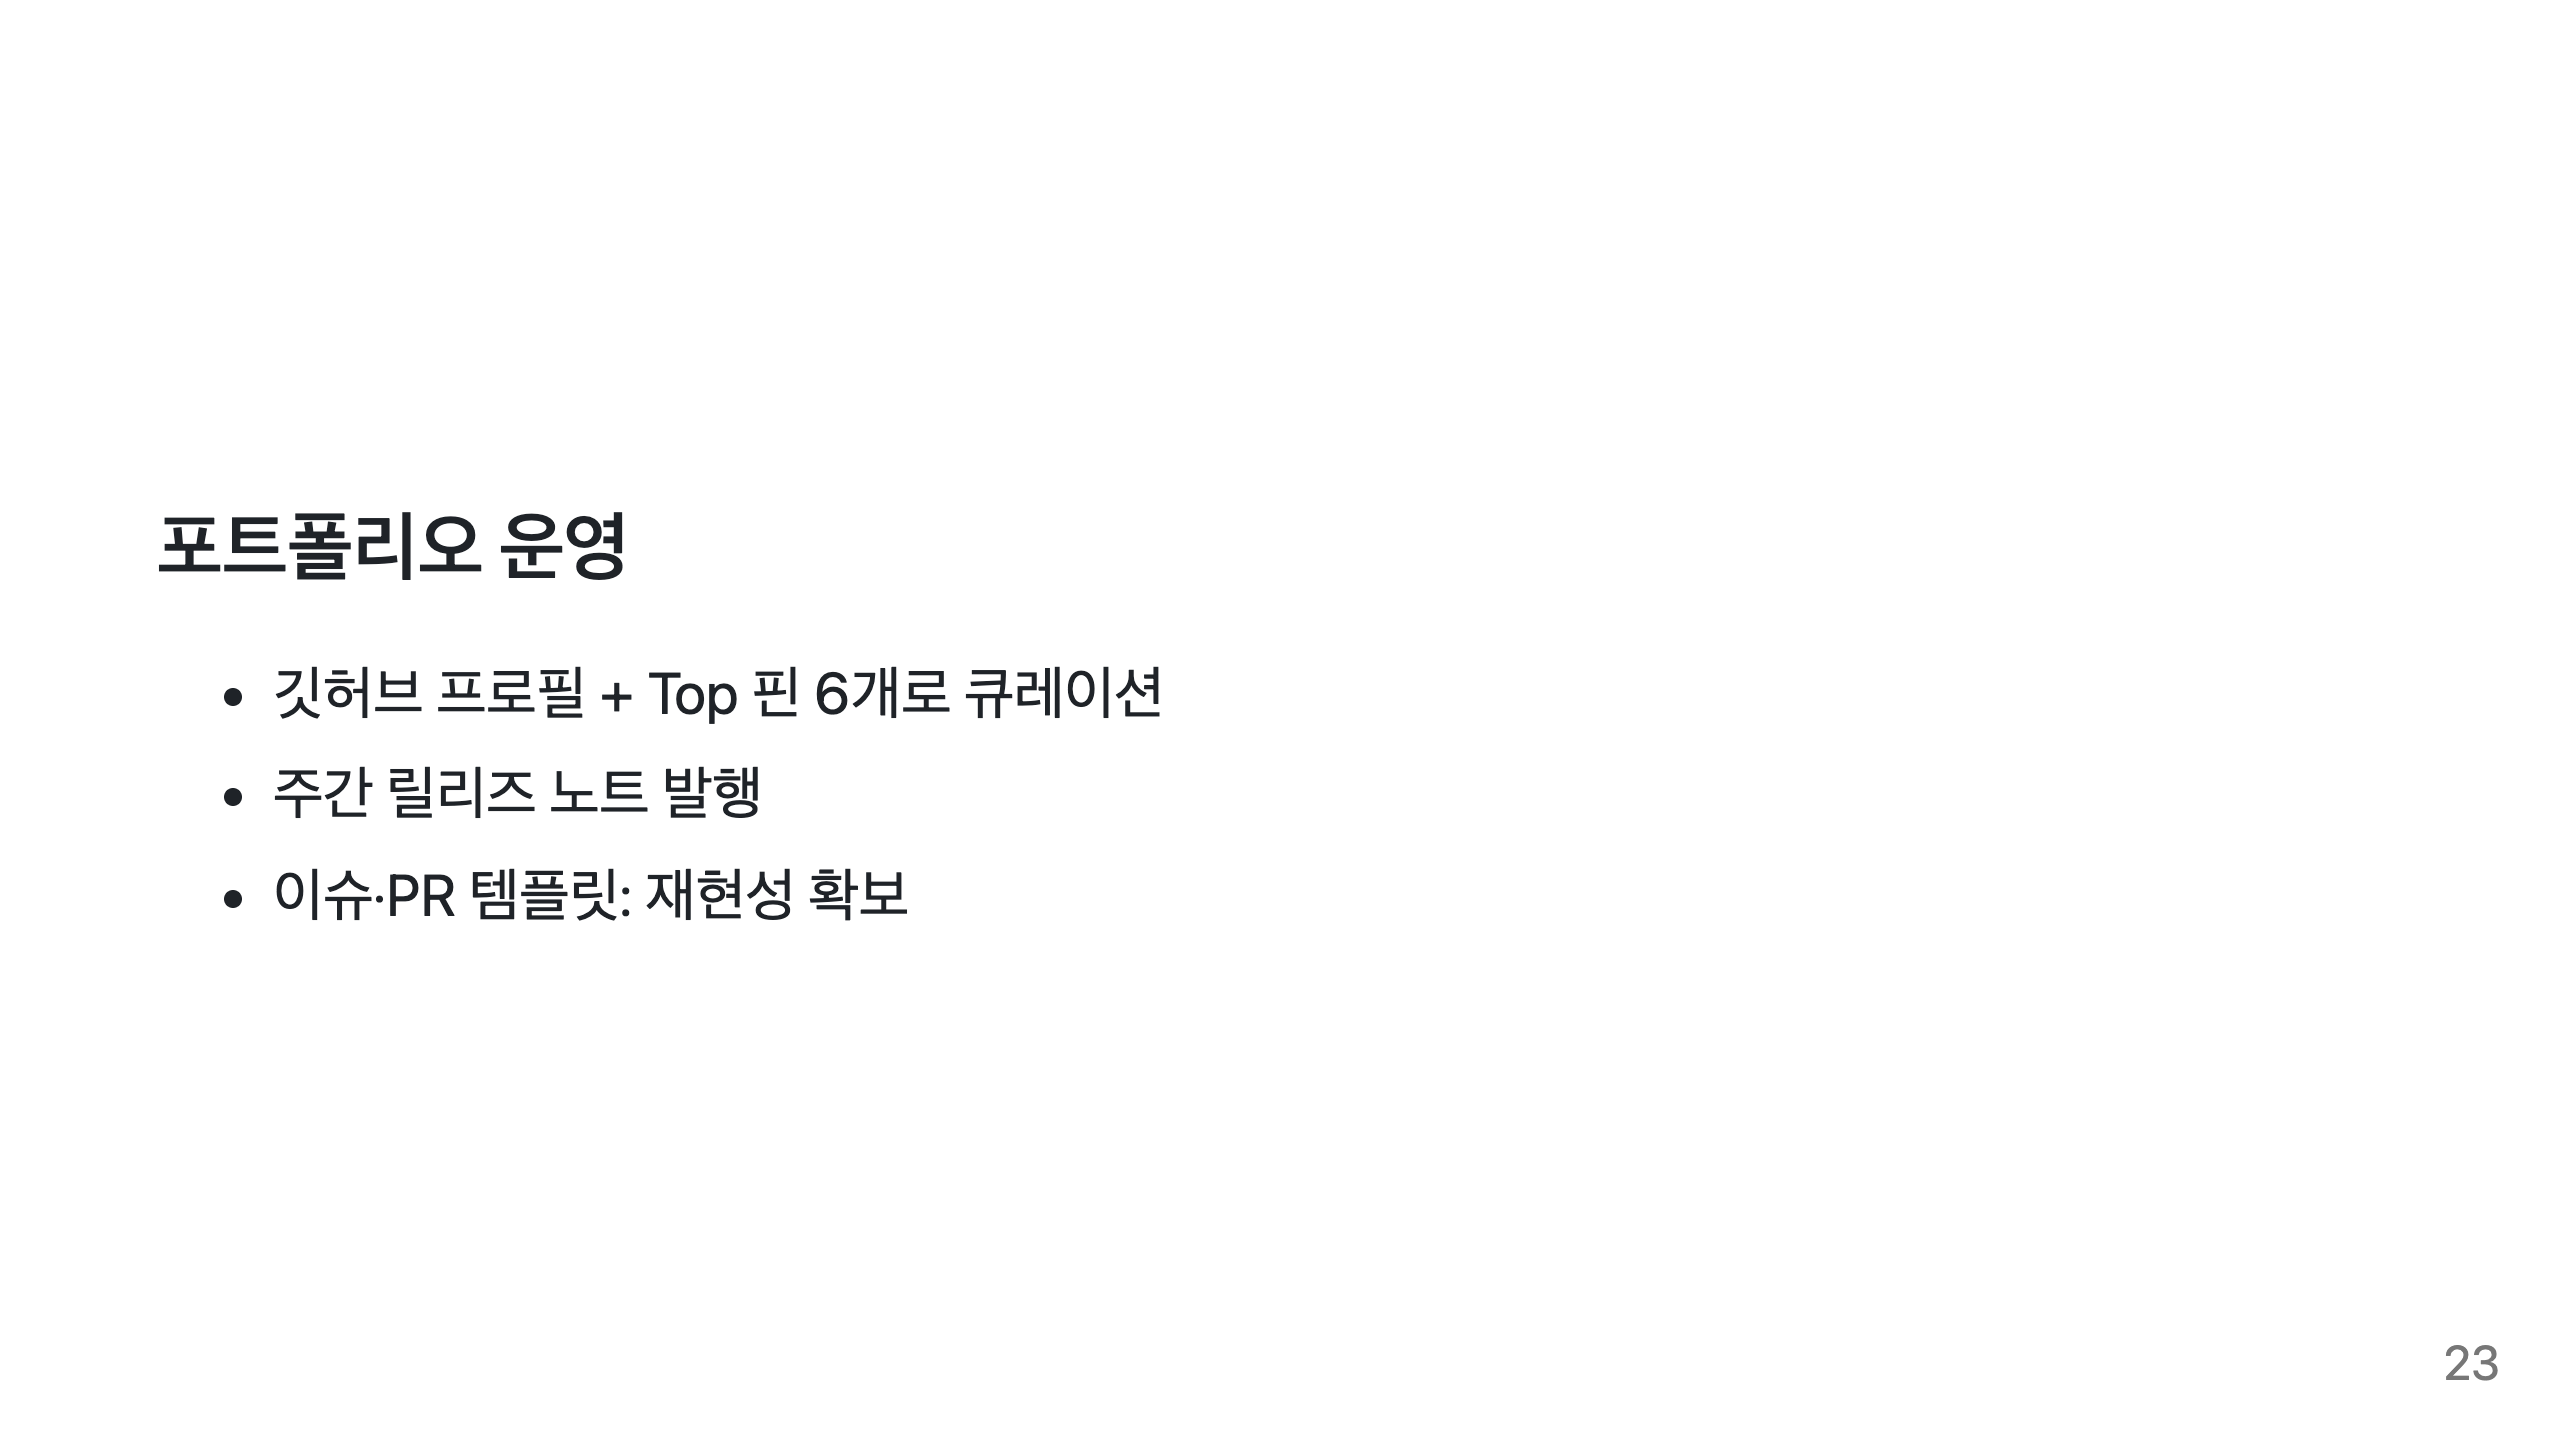 포트폴리오 운영
• 깃허브 프로필 + Top 핀 6개로 큐레이션
• 주간 릴리즈 노트 발행
• 이슈·PR 템플릿: 재현성 확보
23